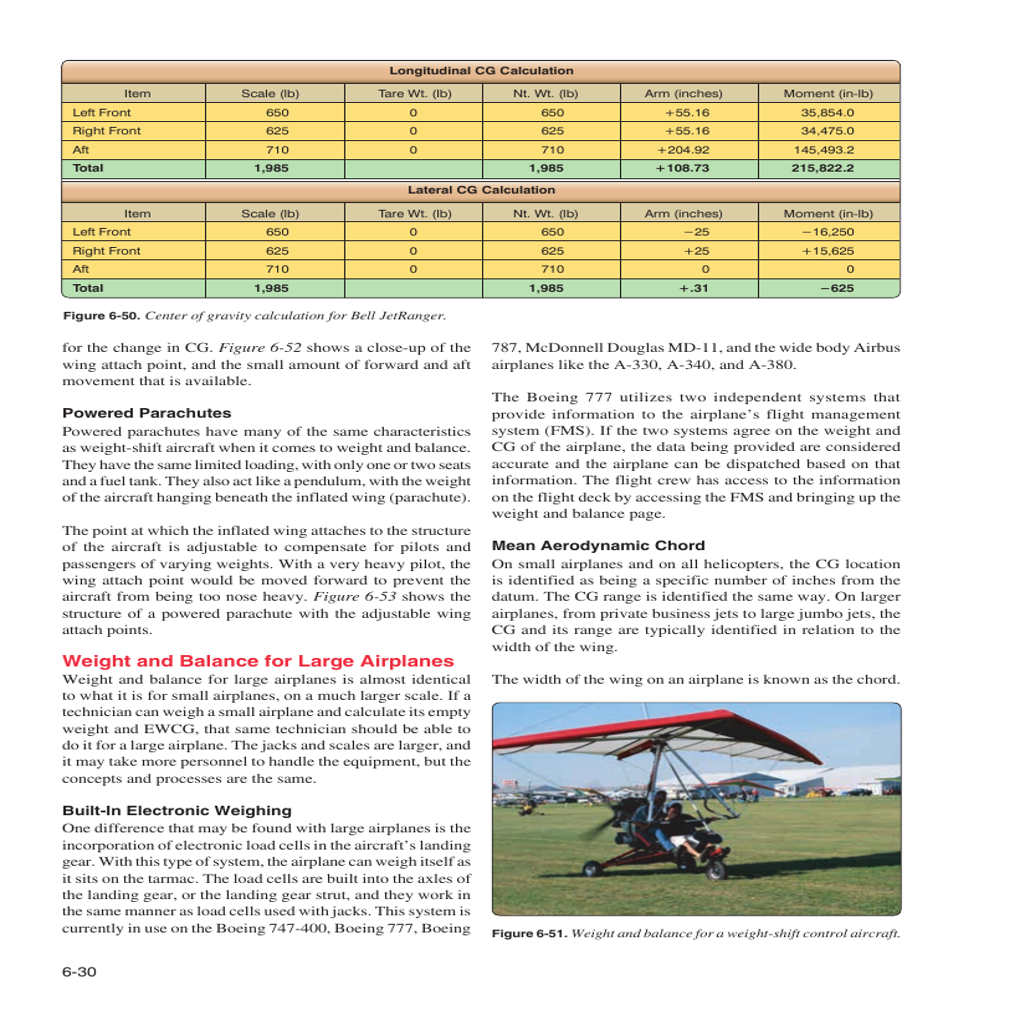 Longitudinal CG Calculation
Item Scale (lb) Tare Wt. (lb) Nt. Wt. (lb) Arm (inches) Moment (in-lb)
Left Front 650 0 650 +55.16 35,854.0
Right Front 625 0 625 +55.16 34,475.0
Aft 710 0 710 +204.92 145,493.2
Total 1,985 1,985 +108.73 215,822.2
Lateral CG Calculation
Item Scale (lb) Tare Wt. (lb) Nt. Wt. (lb) Arm (inches) Moment (in-lb)
Left Front 650 0 650 −25 −16,250
Right Front 625 0 625 +25 +15,625
Aft 710 0 710 0 0
Total 1,985 1,985 +.31 −625
Figure 6-50. Center of gravity calculation for Bell JetRanger.
for the change in CG. Figure 6-52 shows a close-up of the
wing attach point, and the small amount of forward and aft
movement that is available.
Powered Parachutes
Powered parachutes have many of the same characteristics
as weight-shift aircraft when it comes to weight and balance.
They have the same limited loading, with only one or two seats
and a fuel tank. They also act like a pendulum, with the weight
of the aircraft hanging beneath the inflated wing (parachute).
The point at which the inflated wing attaches to the structure
of the aircraft is adjustable to compensate for pilots and
passengers of varying weights. With a very heavy pilot, the
wing attach point would be moved forward to prevent the
aircraft from being too nose heavy. Figure 6-53 shows the
structure of a powered parachute with the adjustable wing
attach points.
Weight and Balance for Large Airplanes
Weight and balance for large airplanes is almost identical
to what it is for small airplanes, on a much larger scale. If a
technician can weigh a small airplane and calculate its empty
weight and EWCG, that same technician should be able to
do it for a large airplane. The jacks and scales are larger, and
it may take more personnel to handle the equipment, but the
concepts and processes are the same.
Built-In Electronic Weighing
One difference that may be found with large airplanes is the
incorporation of electronic load cells in the aircraft's landing
gear. With this type of system, the airplane can weigh itself as
it sits on the tarmac. The load cells are built into the axles of
the landing gear, or the landing gear strut, and they work in
the same manner as load cells used with jacks. This system is
currently in use on the Boeing 747-400, Boeing 777, Boeing
787, McDonnell Douglas MD-11, and the wide body Airbus
airplanes like the A-330, A-340, and A-380.
The Boeing 777 utilizes two independent systems that
provide information to the airplane's flight management
system (FMS). If the two systems agree on the weight and
CG of the airplane, the data being provided are considered
accurate and the airplane can be dispatched based on that
information. The flight crew has access to the information
on the flight deck by accessing the FMS and bringing up the
weight and balance page.
Mean Aerodynamic Chord
On small airplanes and on all helicopters, the CG location
is identified as being a specific number of inches from the
datum. The CG range is identified the same way. On larger
airplanes, from private business jets to large jumbo jets, the
CG and its range are typically identified in relation to the
width of the wing.
The width of the wing on an airplane is known as the chord.
Figure 6-51. Weight and balance for a weight-shift control aircraft.
6-30